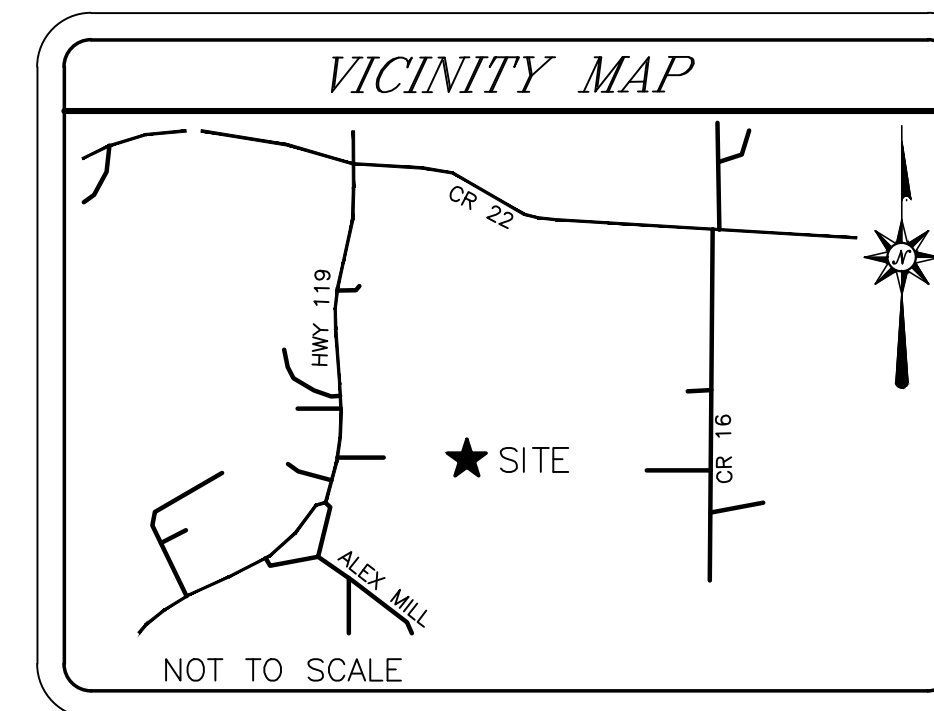 VICINITY MAP
CR 22
HWY 119
N
CR 16
SITE
ALEX MILL
NOT TO SCALE